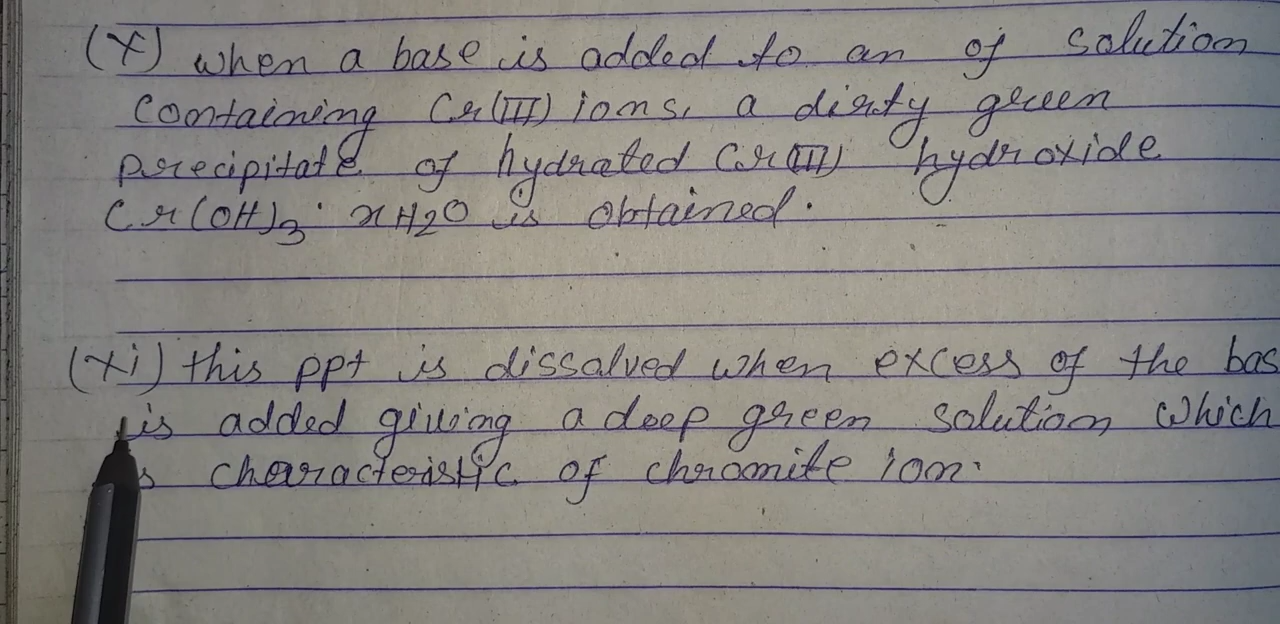 (x) when a base is added to an of solution
containing Cr(III) ions, a dirty green
precipitate of hydrated Cr(III) hydroxide
Cr(OH)3 · xH2O is obtained.
(xi) this ppt is dissalved when excess of the bas
is added giving a deep green solution which
s characteristic of chromite ion.